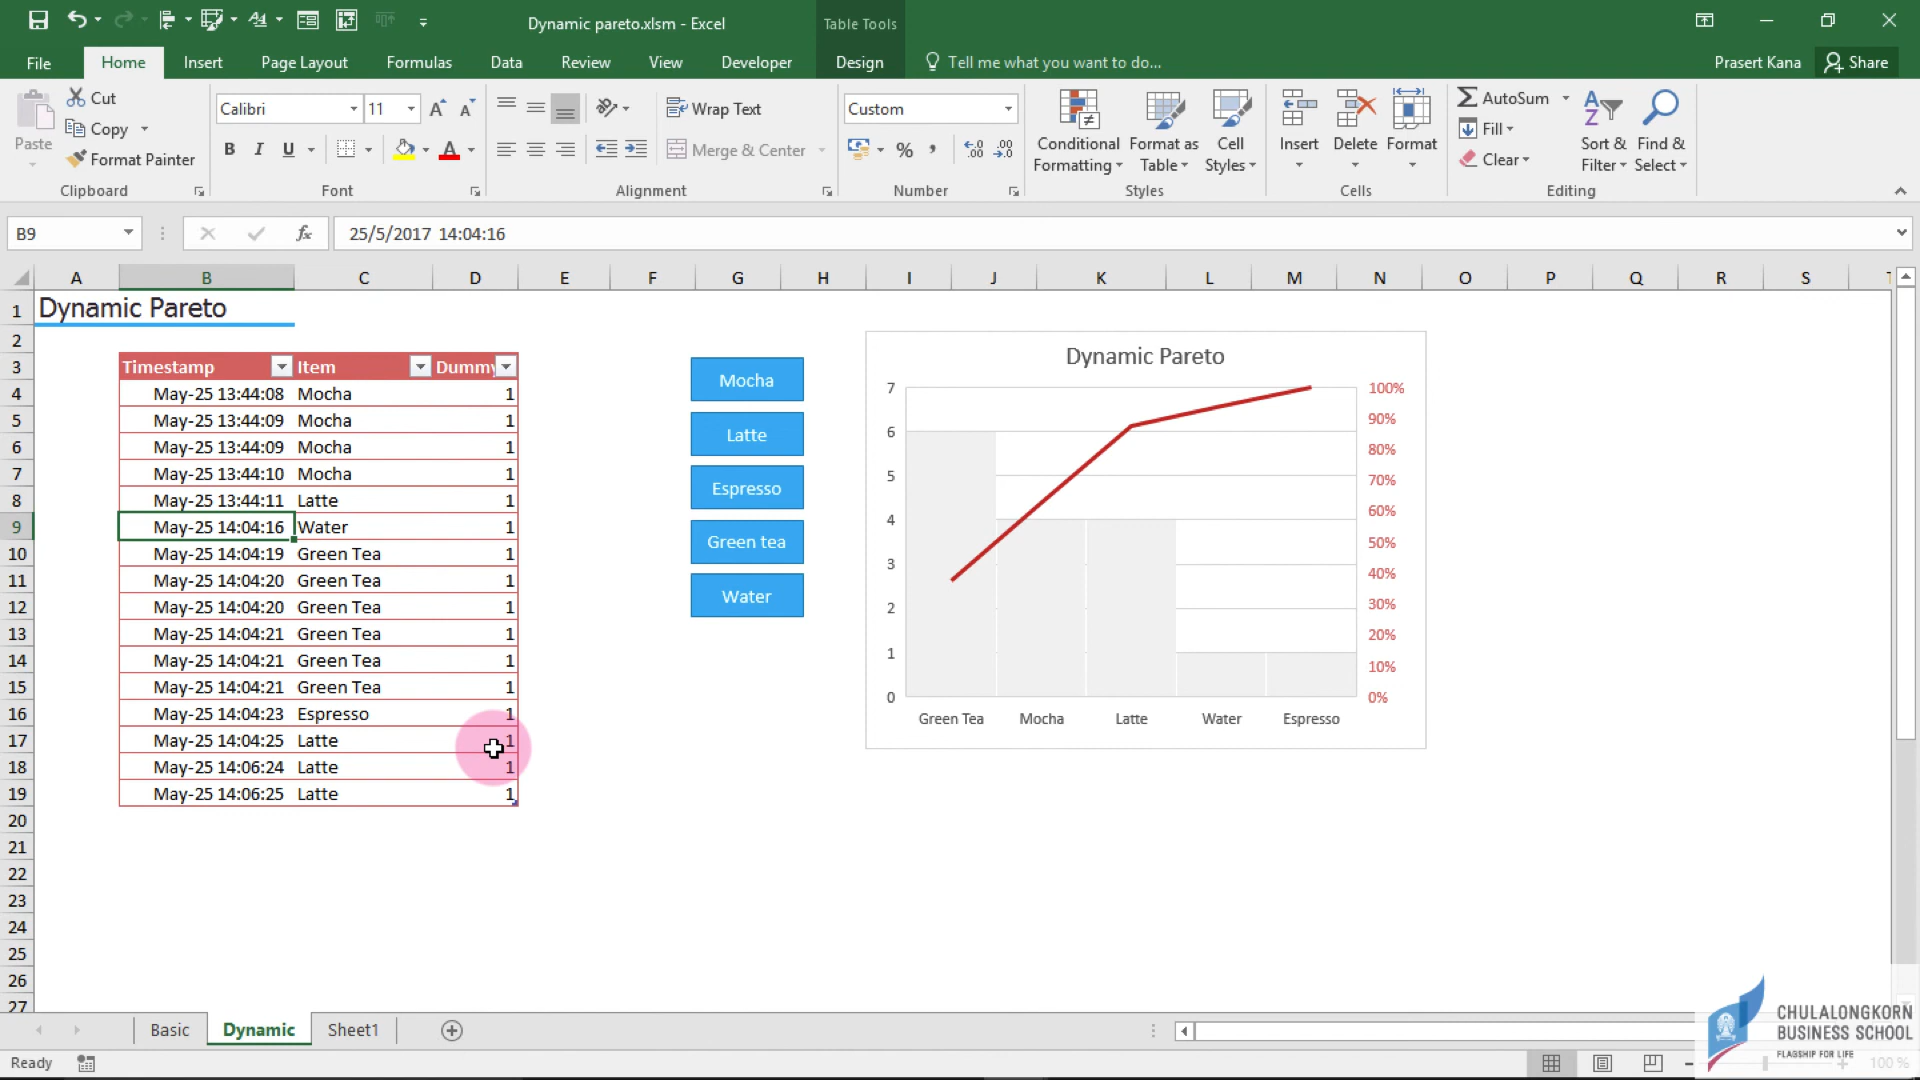 Dynamic pareto.xlsm - Excel
Table Tools
File
Home
Insert
Page Layout
Formulas
Data
Review
View
Developer
Design
Tell me what you want to do...
Prasert Kana
Share
Paste
Cut
Copy
Format Painter
Clipboard
Calibri
11
B I U
A
Font
Wrap Text
Merge & Center
Alignment
Custom
%
Number
Conditional Formatting
Format as Table
Cell Styles
Styles
Insert
Delete
Format
Cells
AutoSum
Fill
Clear
Sort & Filter
Find & Select
Editing
B9
fx
25/5/2017 14:04:16
A B C D E F G H I J K L M N O P Q R S
1 Dynamic Pareto
2
3 Timestamp Item Dummy
4 May-25 13:44:08 Mocha 1
5 May-25 13:44:09 Mocha 1
6 May-25 13:44:09 Mocha 1
7 May-25 13:44:10 Mocha 1
8 May-25 13:44:11 Latte 1
9 May-25 14:04:16 Water 1
10 May-25 14:04:19 Green Tea 1
11 May-25 14:04:20 Green Tea 1
12 May-25 14:04:20 Green Tea 1
13 May-25 14:04:21 Green Tea 1
14 May-25 14:04:21 Green Tea 1
15 May-25 14:04:21 Green Tea 1
16 May-25 14:04:23 Espresso 1
17 May-25 14:04:25 Latte 1
18 May-25 14:06:24 Latte 1
19 May-25 14:06:25 Latte 1
20
21
22
23
24
25
26
27
Mocha
Latte
Espresso
Green tea
Water
Dynamic Pareto
7 100%
90%
6
80%
5
70%
4 60%
50%
3
40%
2 30%
20%
1
10%
0 0%
Green Tea Mocha Latte Water Espresso
Basic
Dynamic
Sheet1
Ready
CHULALONGKORN
BUSINESS SCHOOL
FLAGSHIP FOR LIFE
100 %